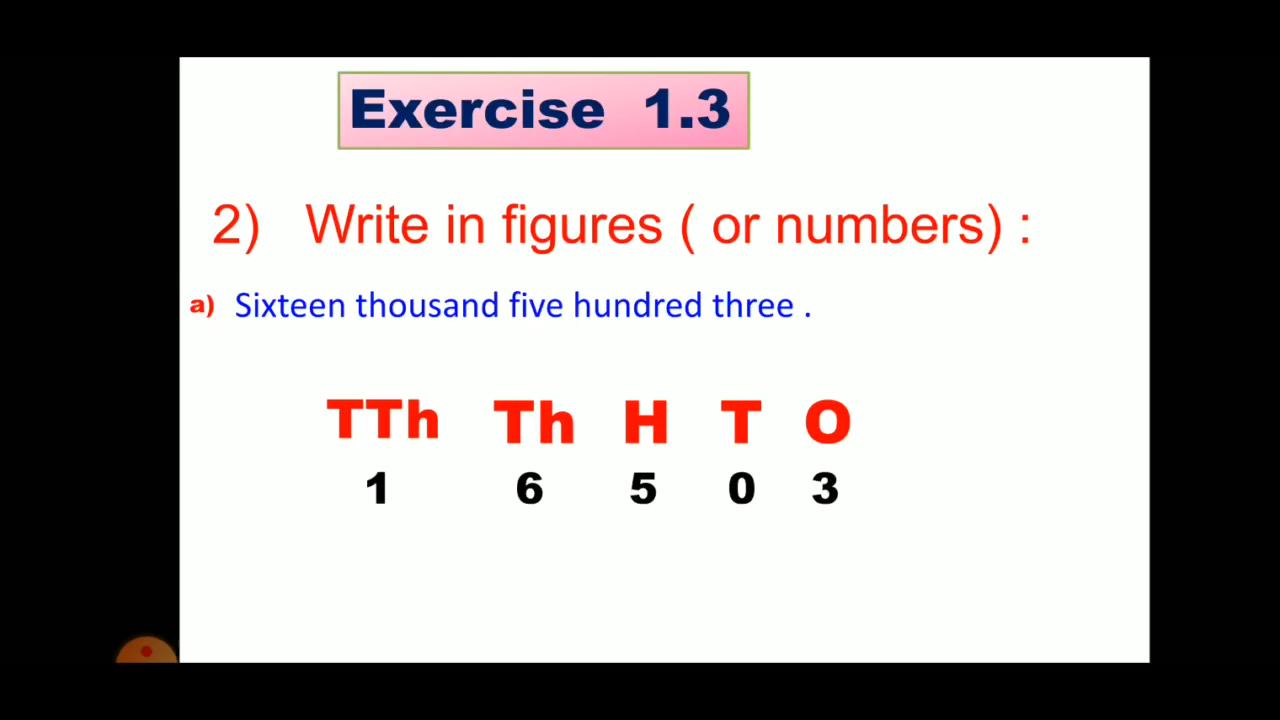 Exercise 1.3
2) Write in figures ( or numbers) :
a) Sixteen thousand five hundred three .
TTh Th H T O
1 6 5 0 3